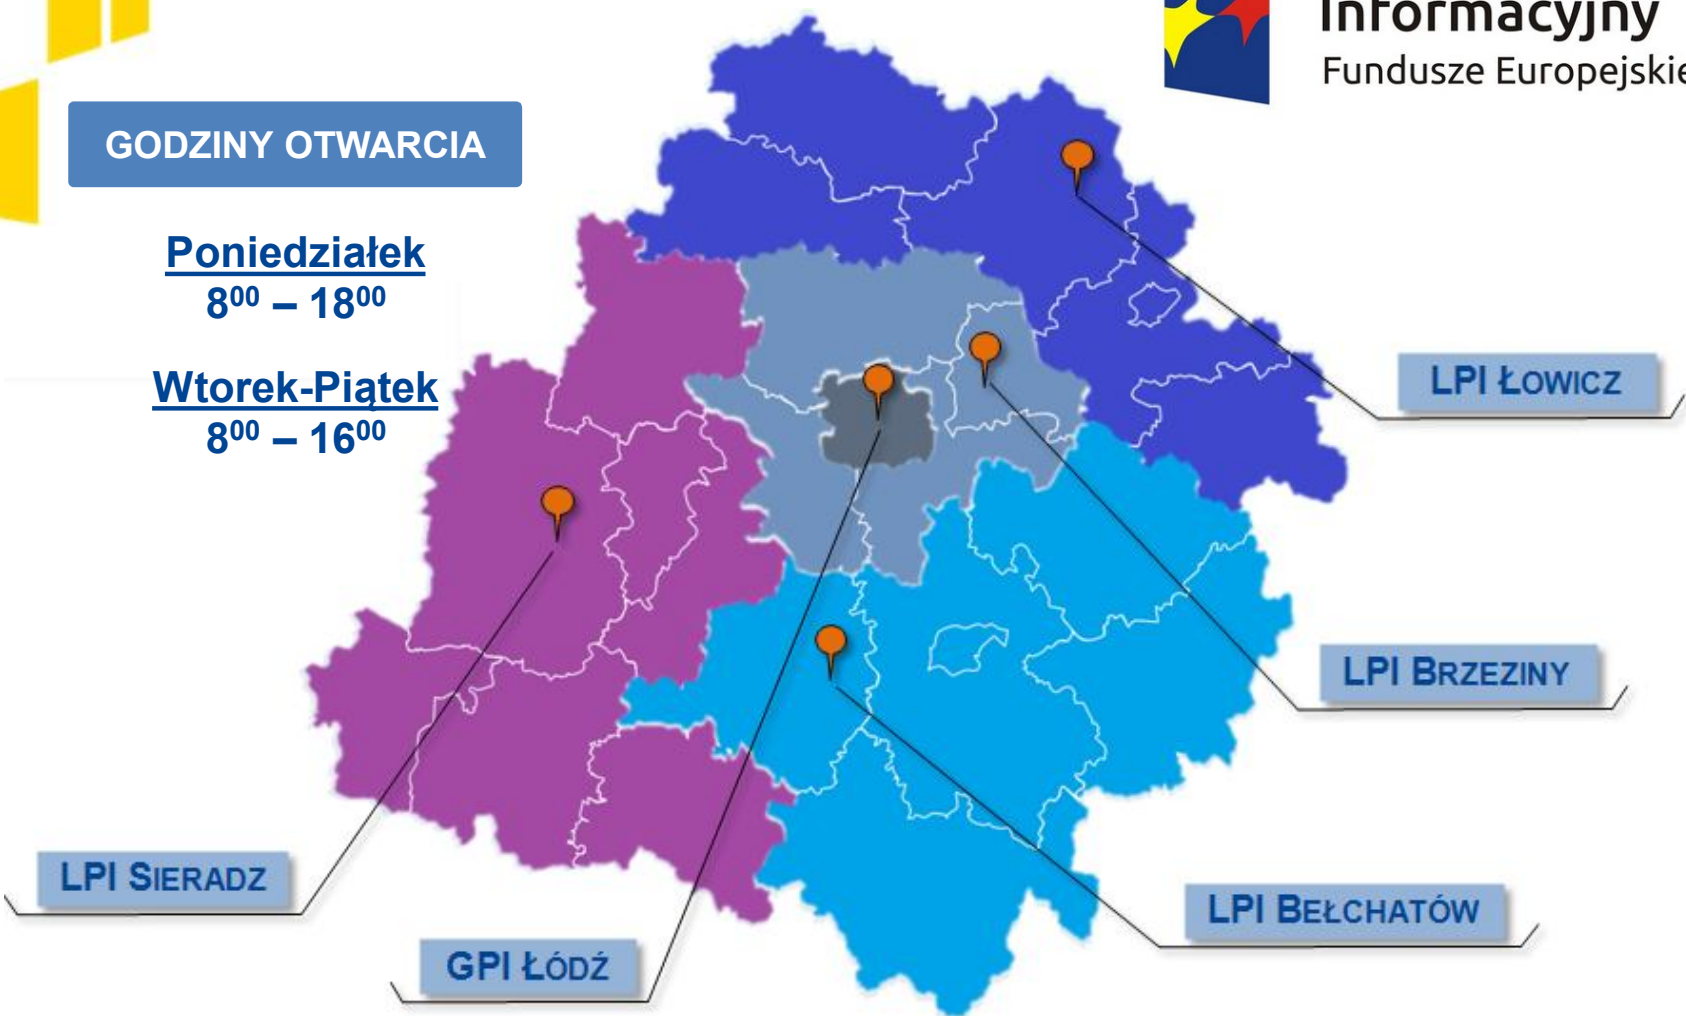 Informacyjny
Fundusze Europejskie
GODZINY OTWARCIA
Poniedziałek
8⁰⁰ – 18⁰⁰
Wtorek-Piątek
8⁰⁰ – 16⁰⁰
LPI ŁOWICZ
LPI BRZEZINY
LPI SIERADZ
LPI BEŁCHATÓW
GPI ŁÓDŹ